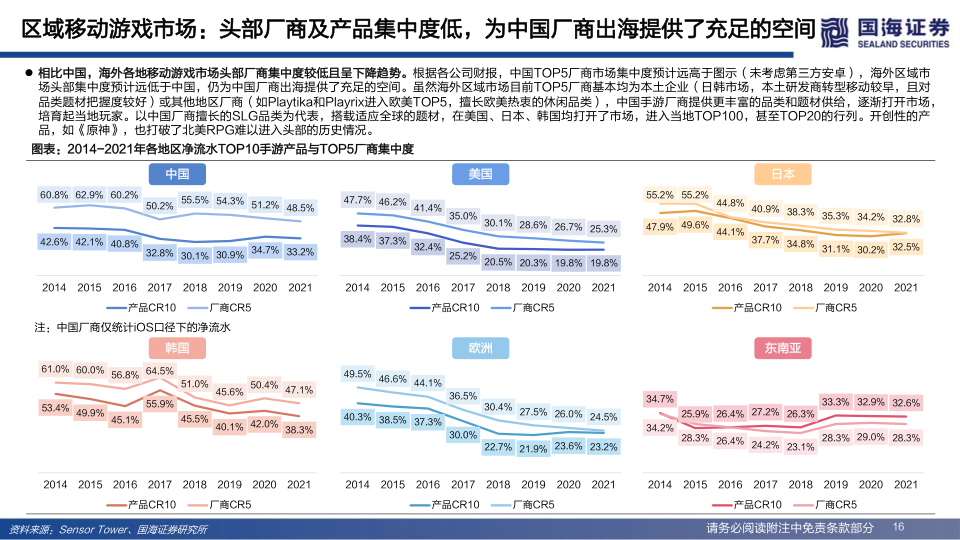 区域移动游戏市场：头部厂商及产品集中度低，为中国厂商出海提供了充足的空间
国海证券
SEALAND SECURITIES
● 相比中国，海外各地移动游戏市场头部厂商集中度较低且呈下降趋势。根据各公司财报，中国TOP5厂商市场集中度预计远高于图示（未考虑第三方安卓），海外区域市
场头部集中度预计远低于中国，仍为中国厂商出海提供了充足的空间。虽然海外区域市场目前TOP5厂商基本均为本土企业（日韩市场，本土研发商转型移动较早，且对
品类题材把握度较好）或其他地区厂商（如Playtika和Playrix进入欧美TOP5，擅长欧美热衷的休闲品类），中国手游厂商提供更丰富的品类和题材供给，逐渐打开市场，
培育起当地玩家。以中国厂商擅长的SLG品类为代表，搭载适应全球的题材，在美国、日本、韩国均打开了市场，进入当地TOP100，甚至TOP20的行列。开创性的产
品，如《原神》，也打破了北美RPG难以进入头部的历史情况。
图表：2014-2021年各地区净流水TOP10手游产品与TOP5厂商集中度
中国
60.8% 62.9% 60.2% 50.2% 55.5% 54.3% 51.2% 48.5%
42.6% 42.1% 40.8% 32.8% 30.1% 30.9% 34.7% 33.2%
2014 2015 2016 2017 2018 2019 2020 2021
产品CR10 厂商CR5
美国
47.7% 46.2% 41.4% 35.0% 30.1% 28.6% 26.7% 25.3%
38.4% 37.3% 32.4% 25.2% 20.5% 20.3% 19.8% 19.8%
2014 2015 2016 2017 2018 2019 2020 2021
产品CR10 厂商CR5
日本
55.2% 55.2% 44.8% 40.9% 38.3% 35.3% 34.2% 32.8%
47.9% 49.6% 44.1% 37.7% 34.8% 31.1% 30.2% 32.5%
2014 2015 2016 2017 2018 2019 2020 2021
产品CR10 厂商CR5
注：中国厂商仅统计iOS口径下的净流水
韩国
61.0% 60.0% 56.8% 64.5% 51.0% 45.6% 50.4% 47.1%
53.4% 49.9% 45.1% 55.9% 45.5% 40.1% 42.0% 38.3%
2014 2015 2016 2017 2018 2019 2020 2021
产品CR10 厂商CR5
欧洲
49.5% 46.6% 44.1% 36.5% 30.4% 27.5% 26.0% 24.5%
40.3% 38.5% 37.3% 30.0% 22.7% 21.9% 23.6% 23.2%
2014 2015 2016 2017 2018 2019 2020 2021
产品CR10 厂商CR5
东南亚
34.7% 25.9% 26.4% 27.2% 26.3% 33.3% 32.9% 32.6%
34.2% 28.3% 26.4% 24.2% 23.1% 28.3% 29.0% 28.3%
2014 2015 2016 2017 2018 2019 2020 2021
产品CR10 厂商CR5
资料来源：Sensor Tower、国海证券研究所
请务必阅读附注中免责条款部分 16